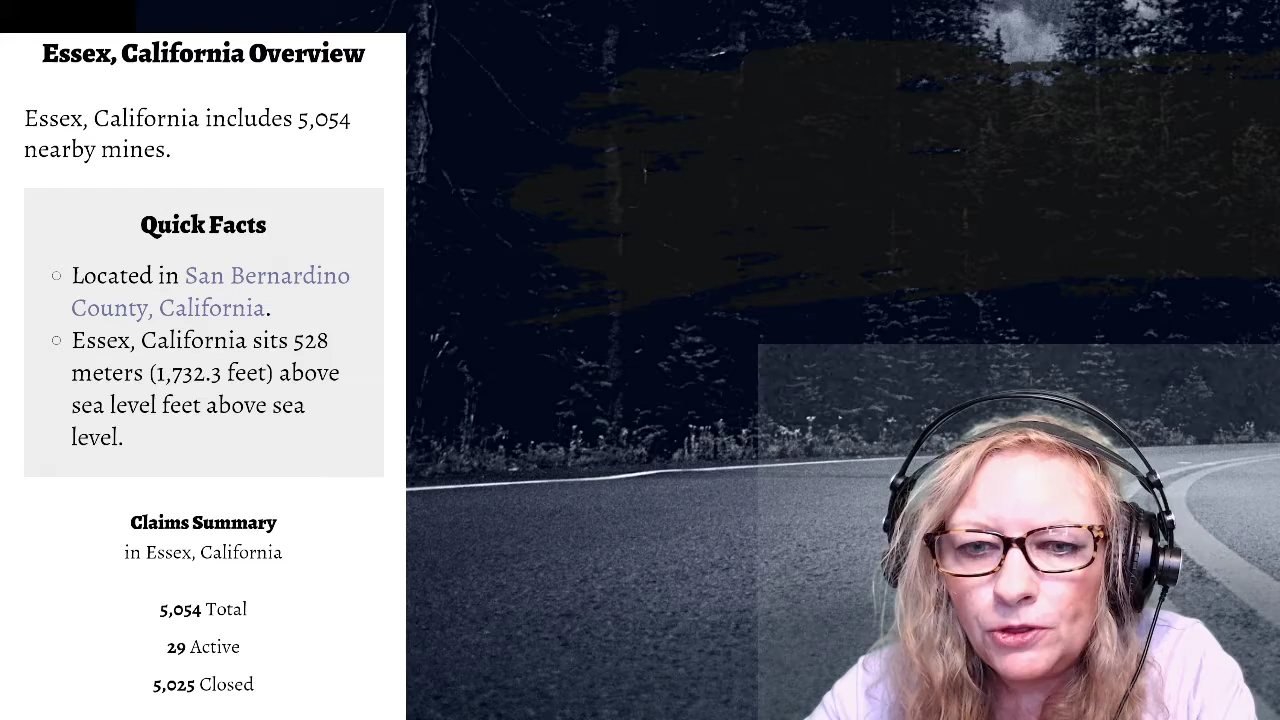 Essex, California Overview
Essex, California includes 5,054
nearby mines.
Quick Facts
Located in San Bernardino
County, California.
Essex, California sits 528
meters (1,732.3 feet) above
sea level feet above sea
level.
Claims Summary
in Essex, California
5,054 Total
29 Active
5,025 Closed